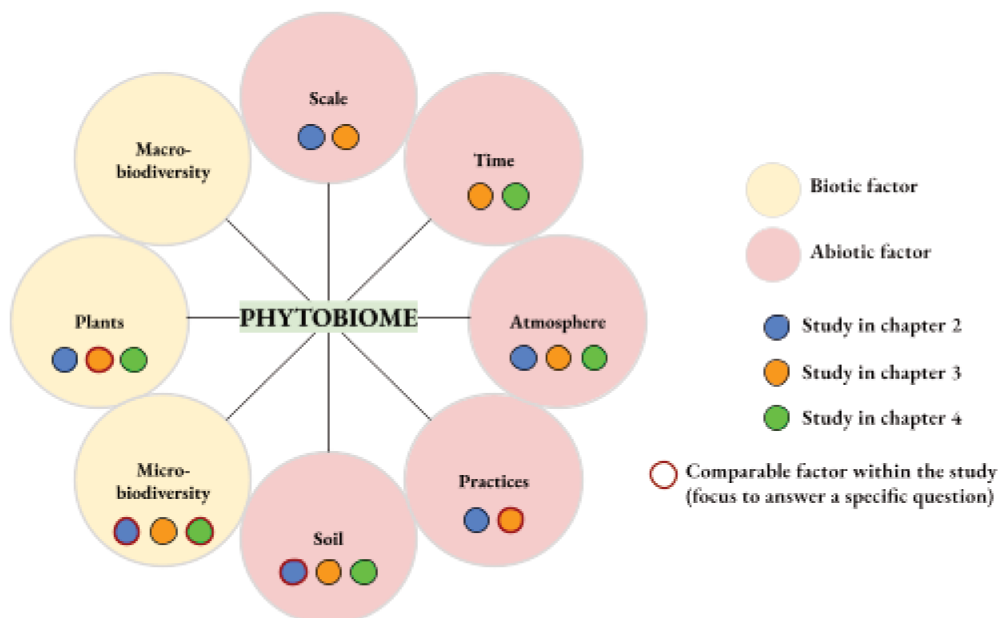 Scale
Macro-
biodiversity
Time
Plants
PHYTOBIOME
Atmosphere
Micro-
biodiversity
Practices
Soil
Biotic factor
Abiotic factor
Study in chapter 2
Study in chapter 3
Study in chapter 4
Comparable factor within the study
(focus to answer a specific question)